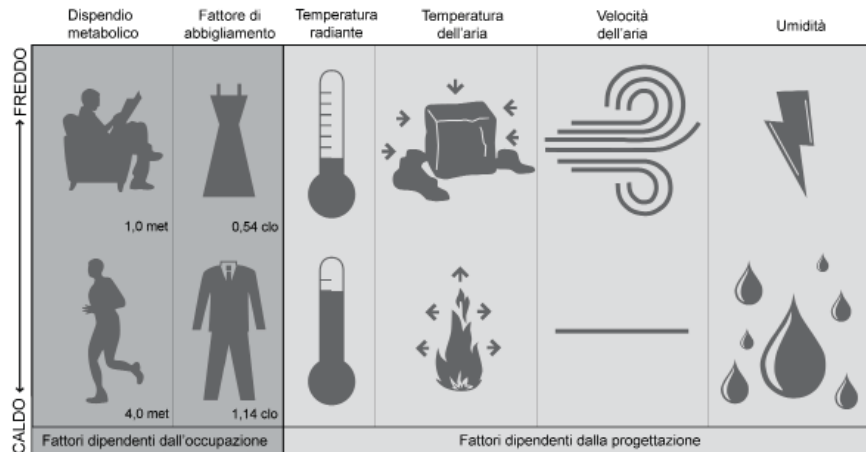 Dispendio
metabolico
Fattore di
abbigliamento
Temperatura
radiante
Temperatura
dell'aria
Velocità
dell'aria
Umidità
FREDDO
1,0 met
0,54 clo
4,0 met
1,14 clo
CALDO
Fattori dipendenti dall'occupazione
Fattori dipendenti dalla progettazione